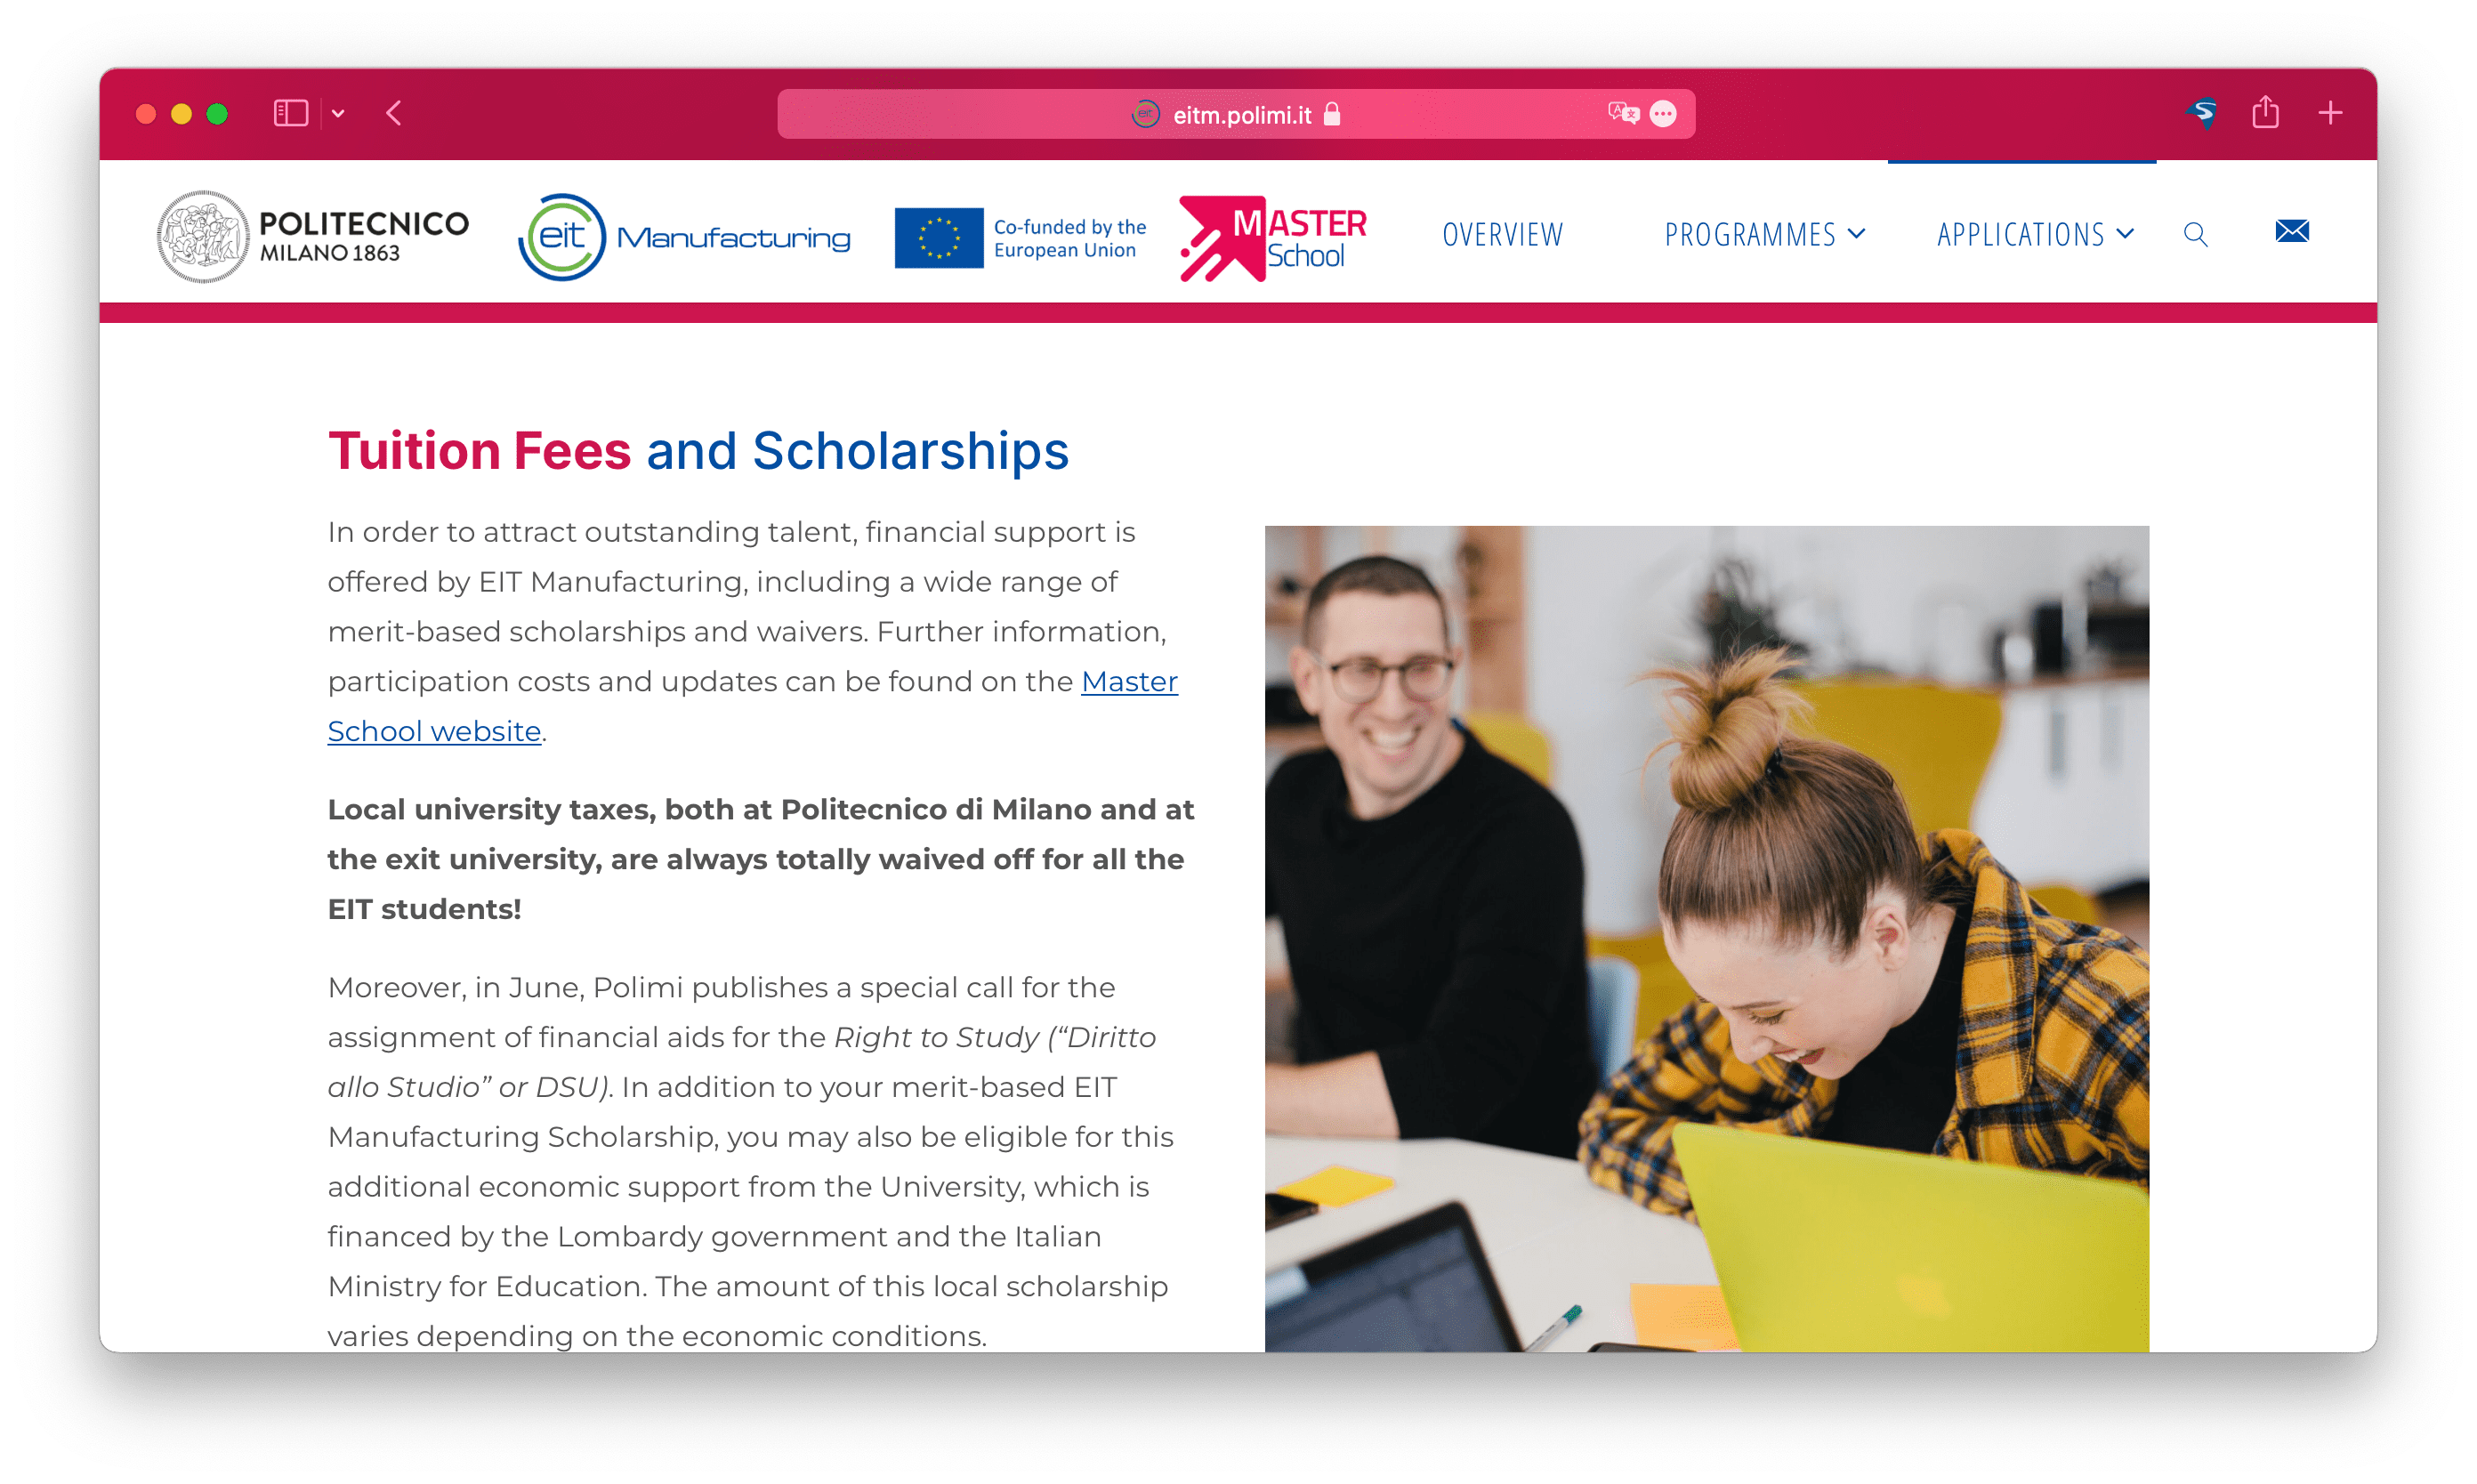 eitm.polimi.it
POLITECNICO
MILANO 1863
eit Manufacturing
Co-funded by the
European Union
MASTER
School
OVERVIEW
PROGRAMMES
APPLICATIONS
Tuition Fees and Scholarships
In order to attract outstanding talent, financial support is
offered by EIT Manufacturing, including a wide range of
merit-based scholarships and waivers. Further information,
participation costs and updates can be found on the Master
School website.
Local university taxes, both at Politecnico di Milano and at
the exit university, are always totally waived off for all the
EIT students!
Moreover, in June, Polimi publishes a special call for the
assignment of financial aids for the Right to Study (“Diritto
allo Studio” or DSU). In addition to your merit-based EIT
Manufacturing Scholarship, you may also be eligible for this
additional economic support from the University, which is
financed by the Lombardy government and the Italian
Ministry for Education. The amount of this local scholarship
varies depending on the economic conditions.